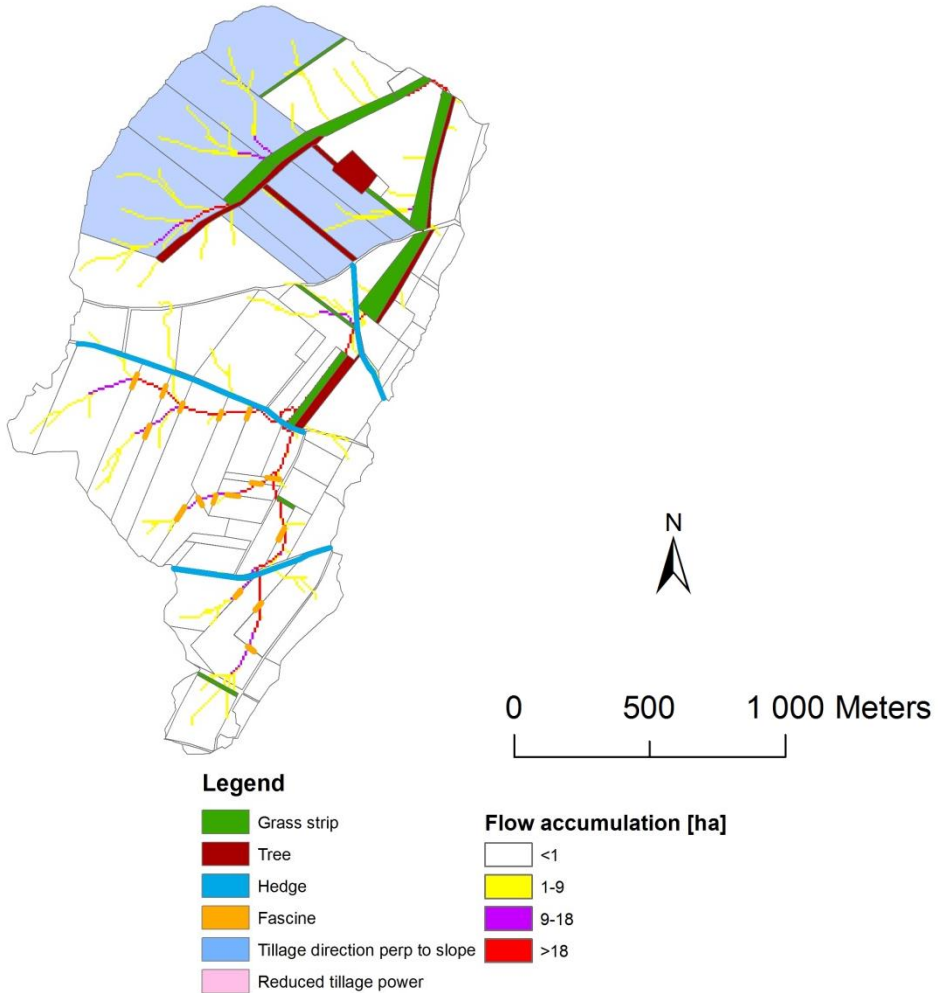 N
0 500 1 000 Meters
Legend
Grass strip
Tree
Hedge
Fascine
Tillage direction perp to slope
Reduced tillage power
Flow accumulation [ha]
<1
1-9
9-18
>18